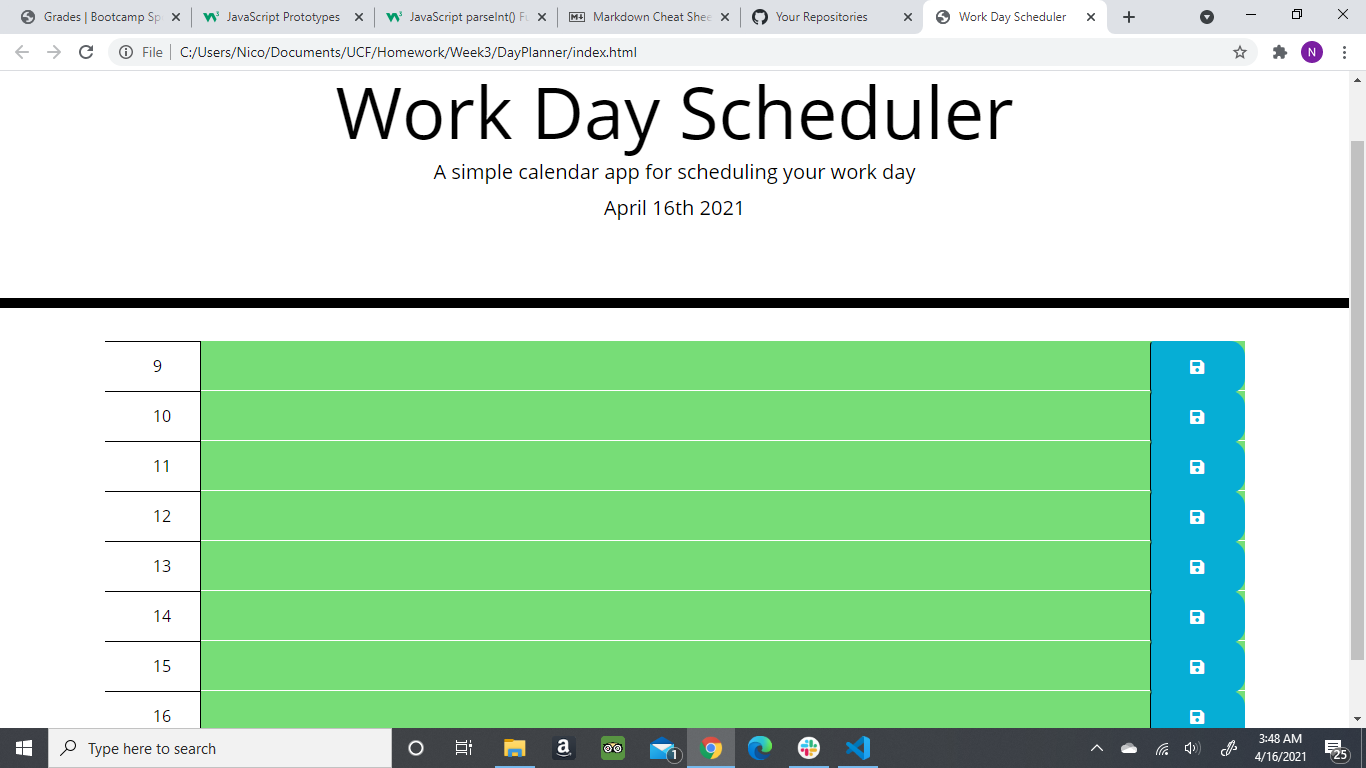 Grades | Bootcamp Sp
JavaScript Prototypes
JavaScript parseInt() Fu
Markdown Cheat Shee
Your Repositories
Work Day Scheduler
File
C:/Users/Nico/Documents/UCF/Homework/Week3/DayPlanner/index.html
N
Work Day Scheduler
A simple calendar app for scheduling your work day
April 16th 2021
9
10
11
12
13
14
15
16
Type here to search
a
1
3:48 AM
4/16/2021
25